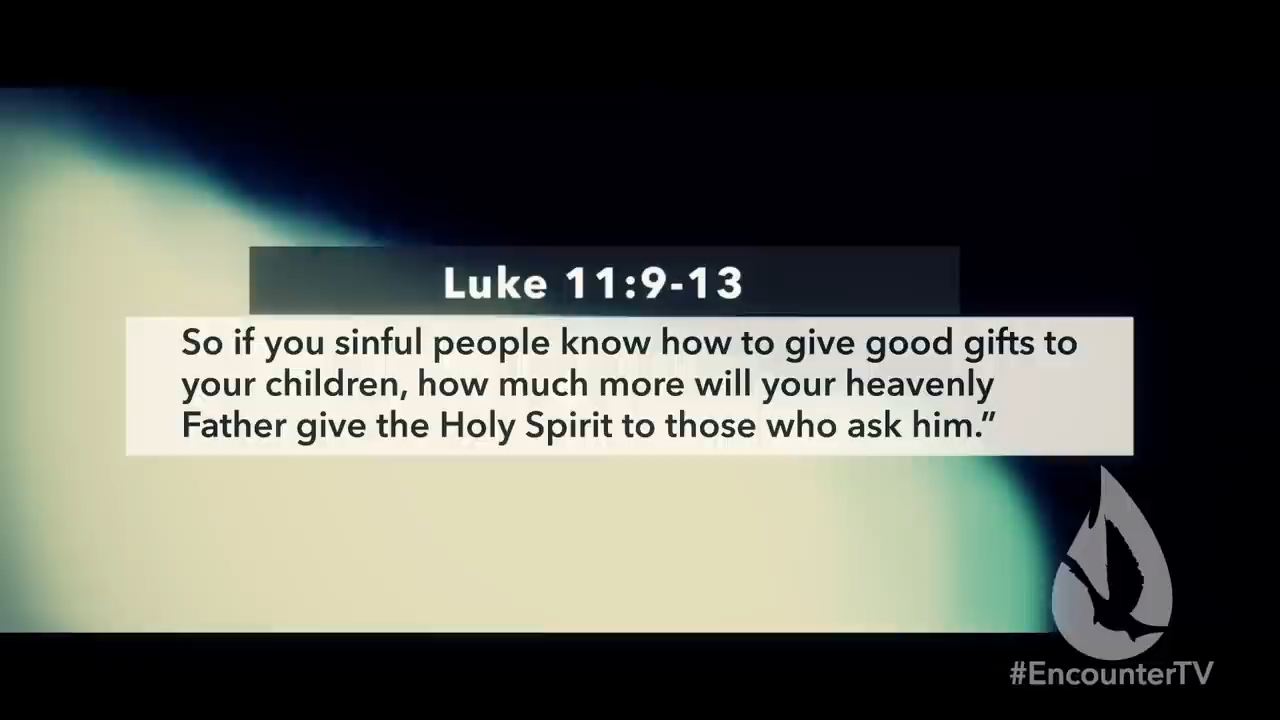 Luke 11:9-13
So if you sinful people know how to give good gifts to
your children, how much more will your heavenly
Father give the Holy Spirit to those who ask him.”
#EncounterTV